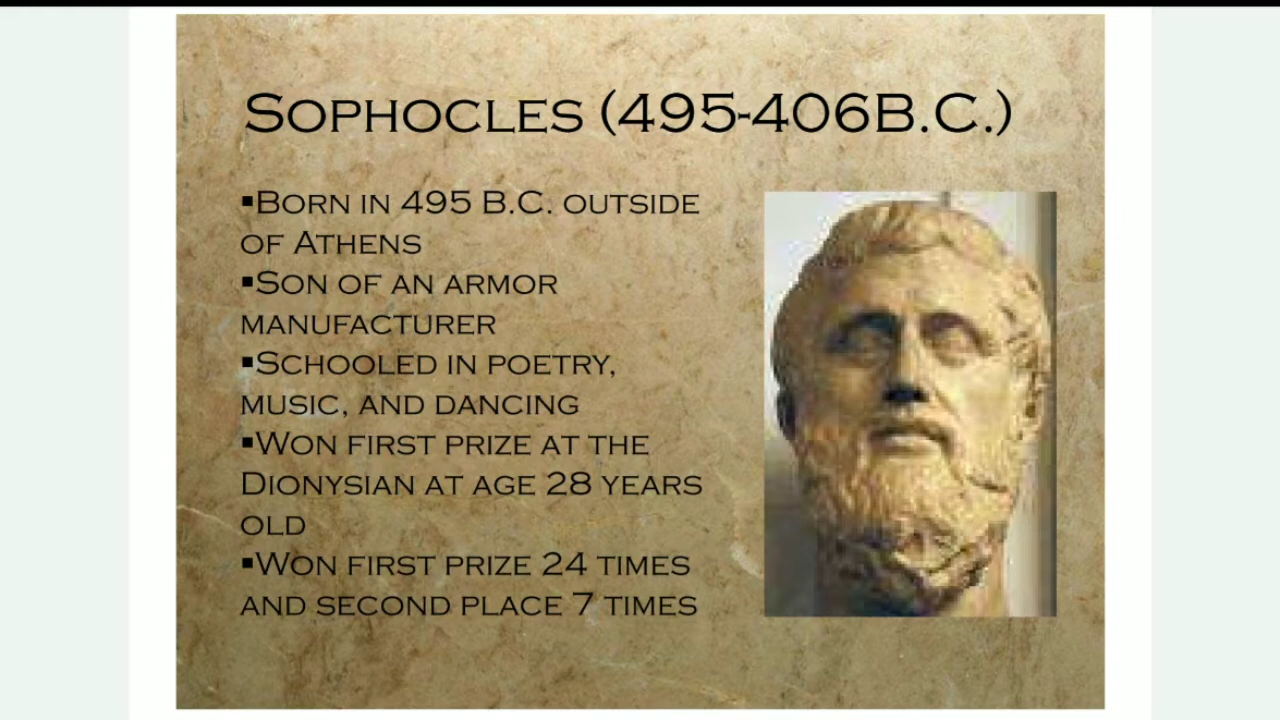 Sophocles (495-406B.C.)
▪Born in 495 B.C. outside
of Athens
▪Son of an armor
manufacturer
▪Schooled in poetry,
music, and dancing
▪Won first prize at the
Dionysian at age 28 years
old
▪Won first prize 24 times
and second place 7 times